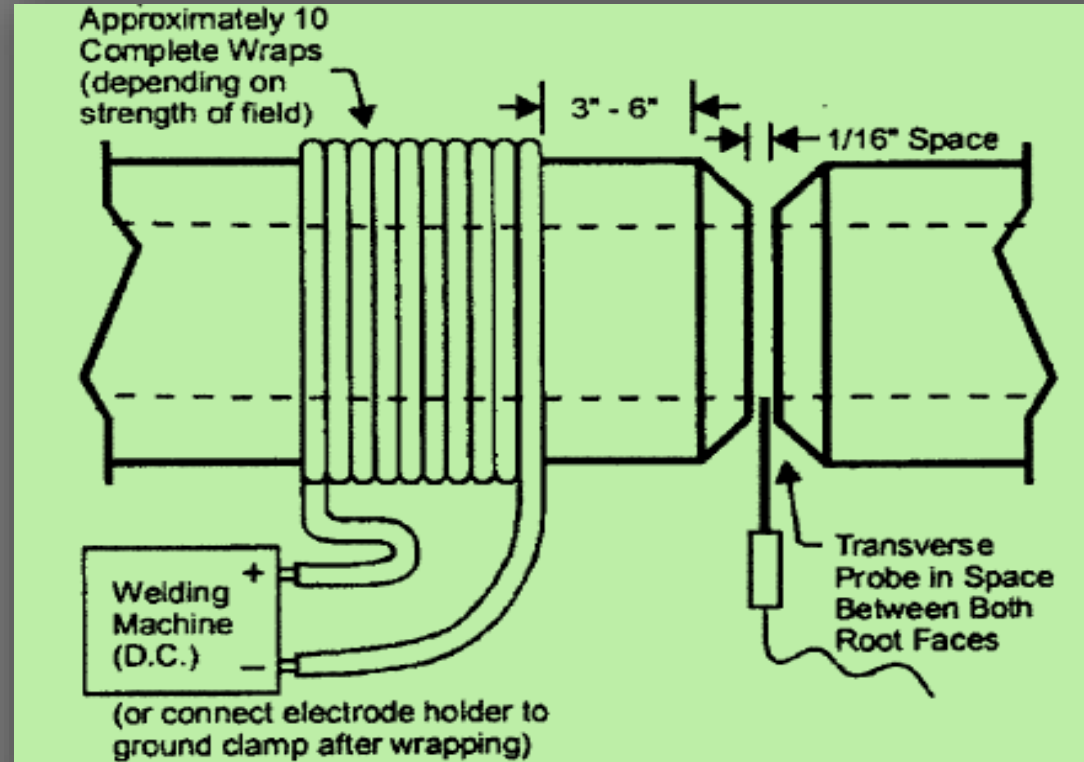 Approximately 10
Complete Wraps
(depending on
strength of field)
3" - 6"
1/16" Space
Transverse
Probe in Space
Between Both
Root Faces
+
Welding
Machine
(D.C.)
–
(or connect electrode holder to
ground clamp after wrapping)